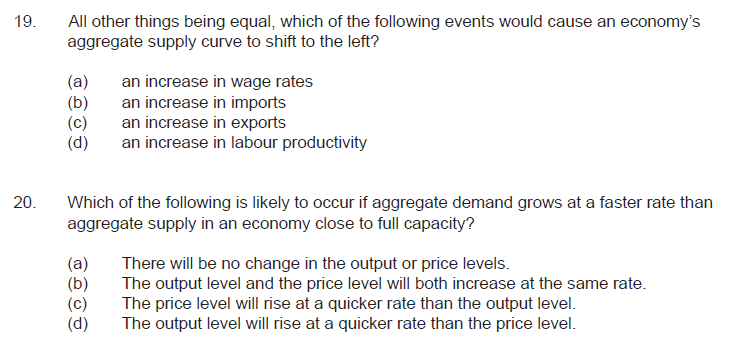 19. All other things being equal, which of the following events would cause an economy's
aggregate supply curve to shift to the left?
(a) an increase in wage rates
(b) an increase in imports
(c) an increase in exports
(d) an increase in labour productivity
20. Which of the following is likely to occur if aggregate demand grows at a faster rate than
aggregate supply in an economy close to full capacity?
(a) There will be no change in the output or price levels.
(b) The output level and the price level will both increase at the same rate.
(c) The price level will rise at a quicker rate than the output level.
(d) The output level will rise at a quicker rate than the price level.